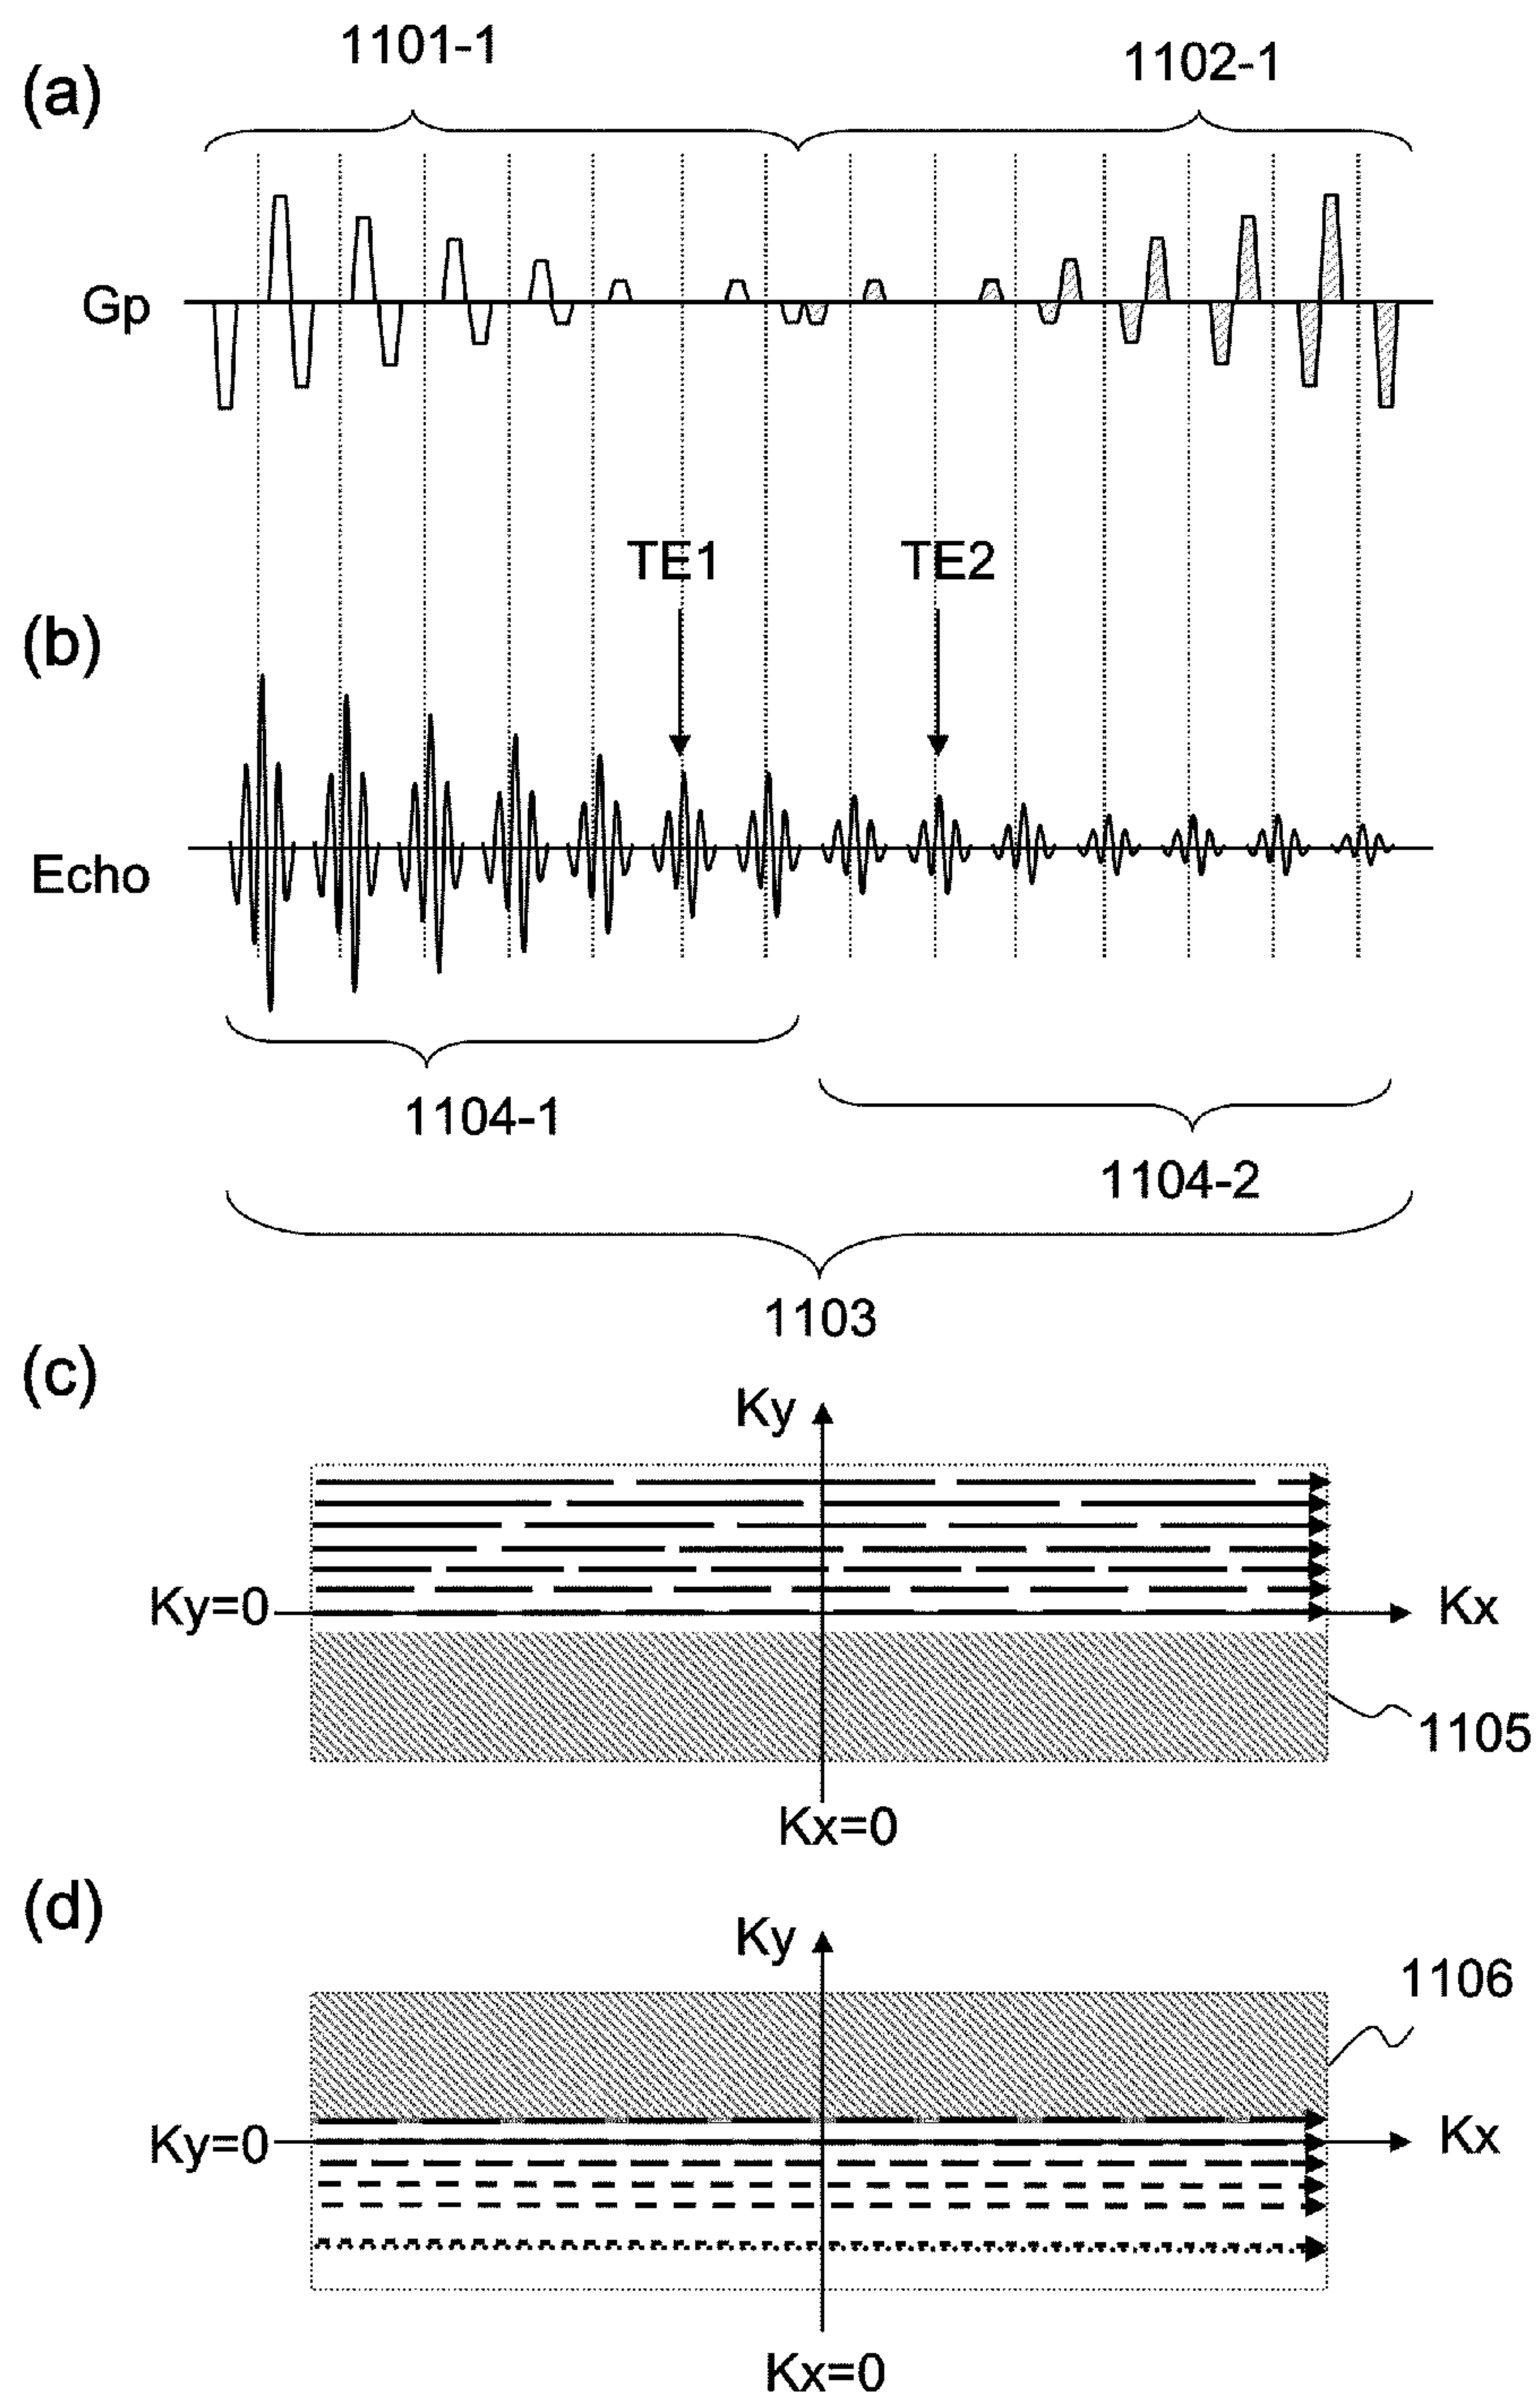 1101-1
1102-1
(a)
Gp
TE1 TE2
(b)
Echo
1104-1
1104-2
1103
(c)
Ky
Ky=0 Kx
1105
Kx=0
(d)
Ky
1106
Ky=0 Kx
Kx=0